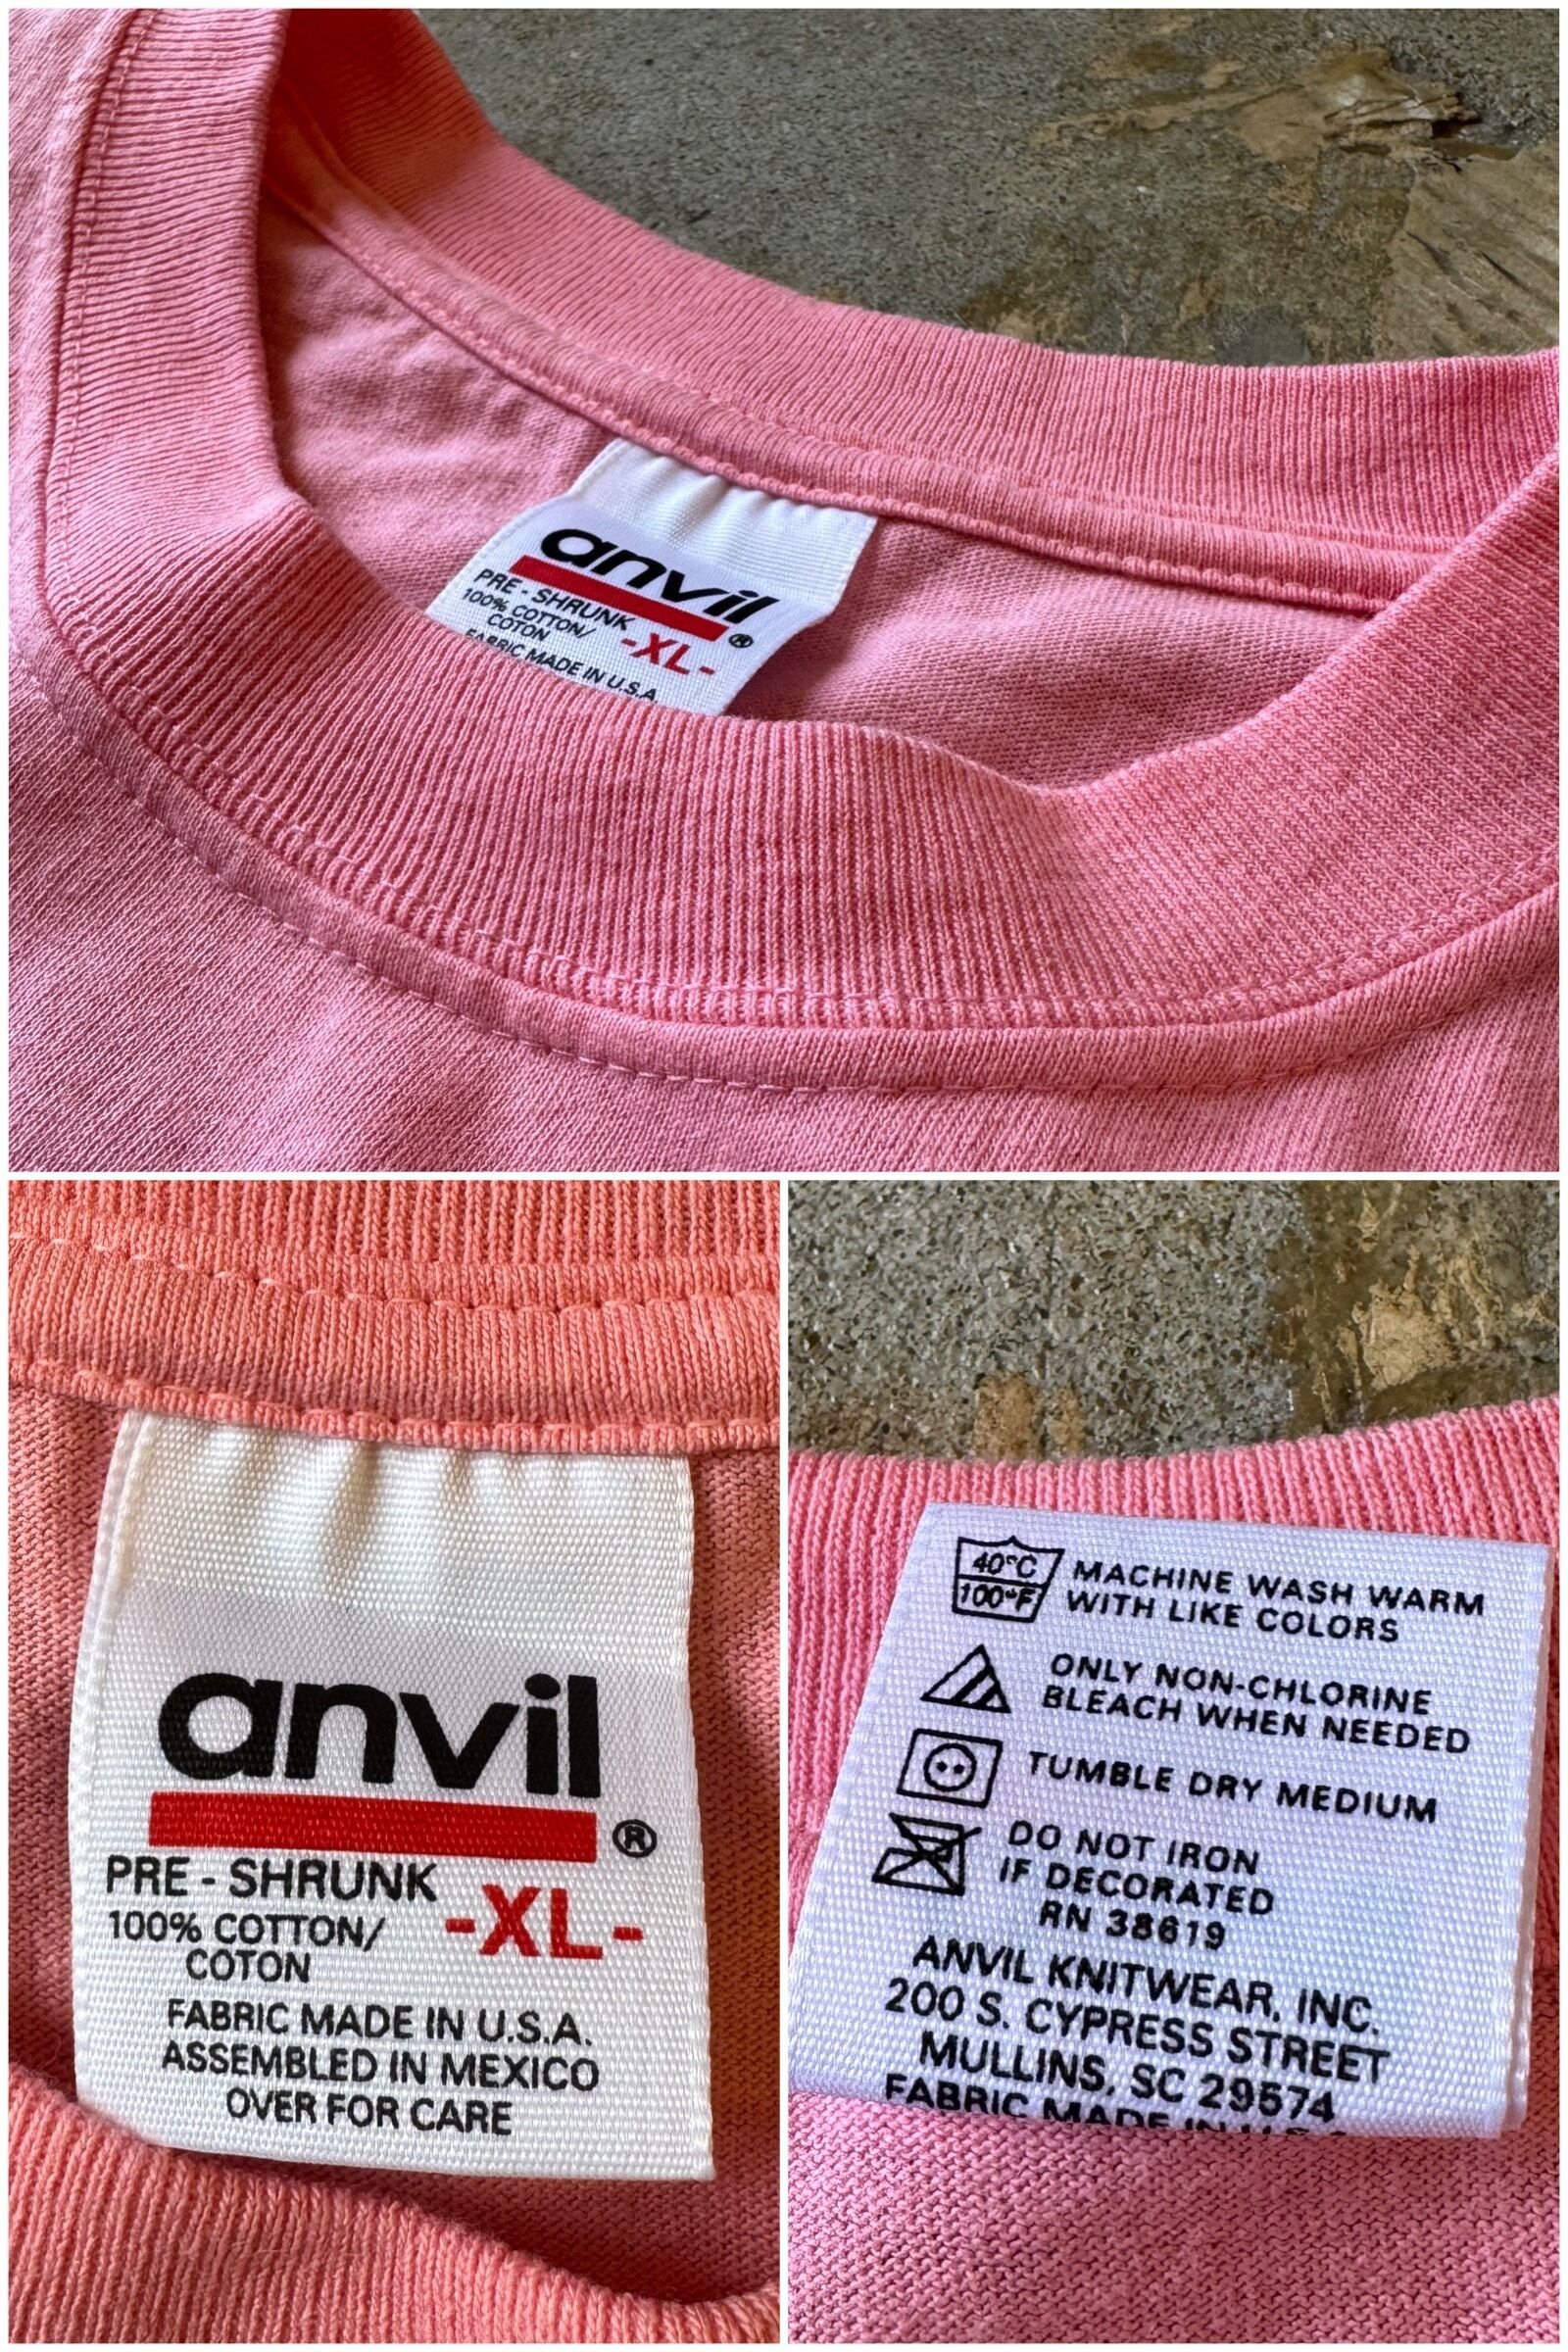 anvil
PRE - SHRUNK
100% COTTON/
COTON
-XL-
®
FABRIC MADE IN U.S.A.
anvil
®
PRE - SHRUNK
100% COTTON/
COTON
-XL-
FABRIC MADE IN U.S.A.
ASSEMBLED IN MEXICO
OVER FOR CARE
40°C
100°F
MACHINE WASH WARM
WITH LIKE COLORS
ONLY NON-CHLORINE
BLEACH WHEN NEEDED
TUMBLE DRY MEDIUM
DO NOT IRON
IF DECORATED
RN 38619
ANVIL KNITWEAR, INC.
200 S. CYPRESS STREET
MULLINS, SC 29574
FABRIC MADE IN U.S.A.